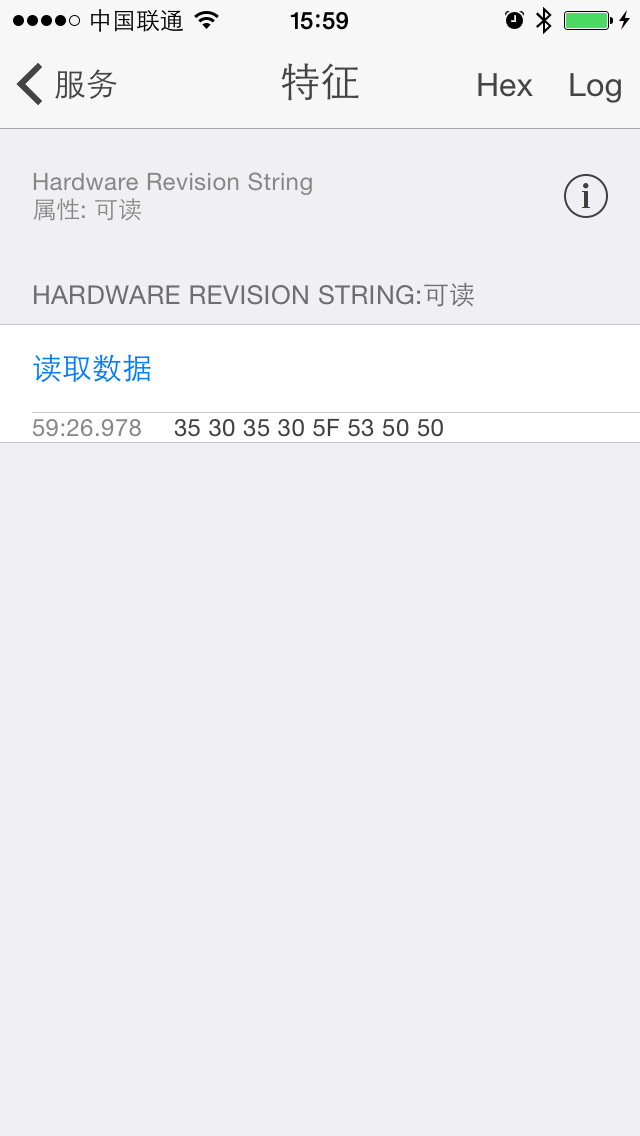 中国联通 15:59
服务 特征 Hex Log
Hardware Revision String
属性: 可读
HARDWARE REVISION STRING:可读
读取数据
59:26.978 35 30 35 30 5F 53 50 50